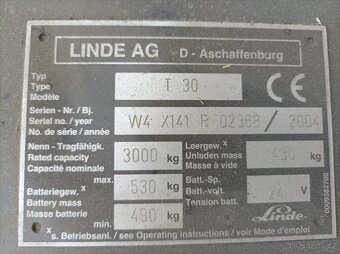 LINDE AG D - Aschaffenburg
Typ
Type T 30
Modèle
CE
Serien - Nr. / Bj.
Serial no. / year W4 X141 R 02368 / 2004
No. de série / année
Nenn - Tragfähigk. Leergew. x
Rated capacity 3000 kg Unladen mass kg
Capacité nominale Masse à vide
max. Batt.-Sp.
Batteriegew. x 530 kg Batt.-volt. V
Battery mass Tension batt.
Masse batterie 490 kg Linde
min.
x s. Betriebsanl. / see Operating instructions / voir Mode d'emploi